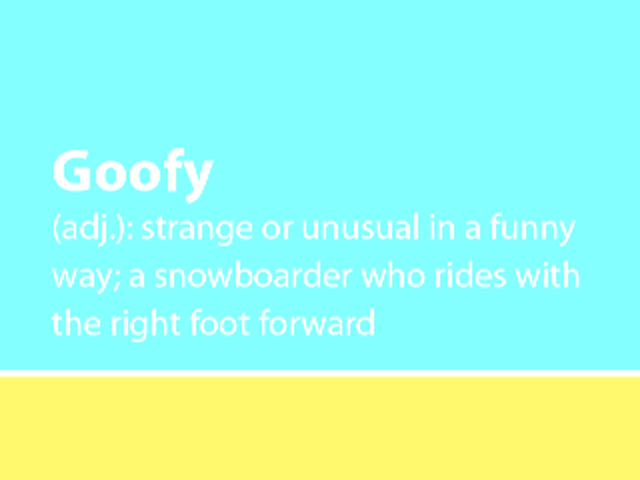 Goofy
(adj.): strange or unusual in a funny
way; a snowboarder who rides with
the right foot forward